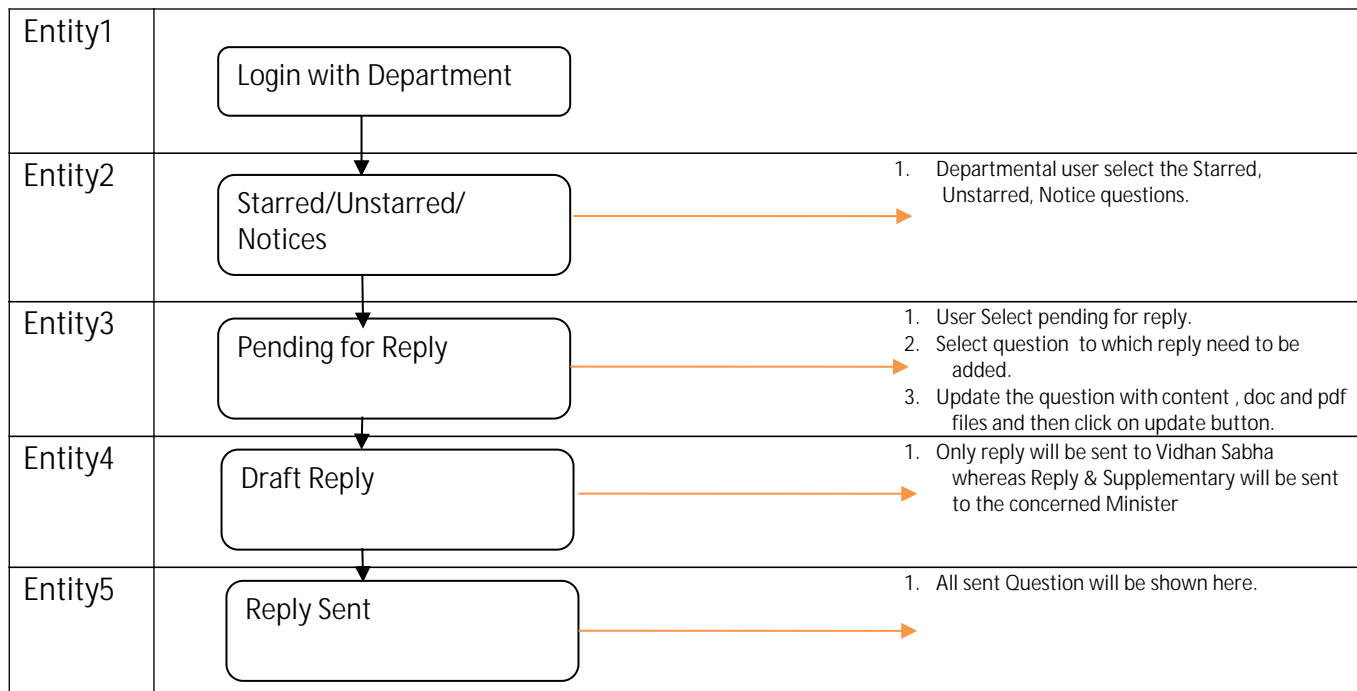 Entity1
Login with Department
Entity2
Starred/Unstarred/
Notices
1. Departmental user select the Starred,
Unstarred, Notice questions.
Entity3
Pending for Reply
1. User Select pending for reply.
2. Select question to which reply need to be
added.
3. Update the question with content , doc and pdf
files and then click on update button.
Entity4
Draft Reply
1. Only reply will be sent to Vidhan Sabha
whereas Reply & Supplementary will be sent
to the concerned Minister
Entity5
Reply Sent
1. All sent Question will be shown here.